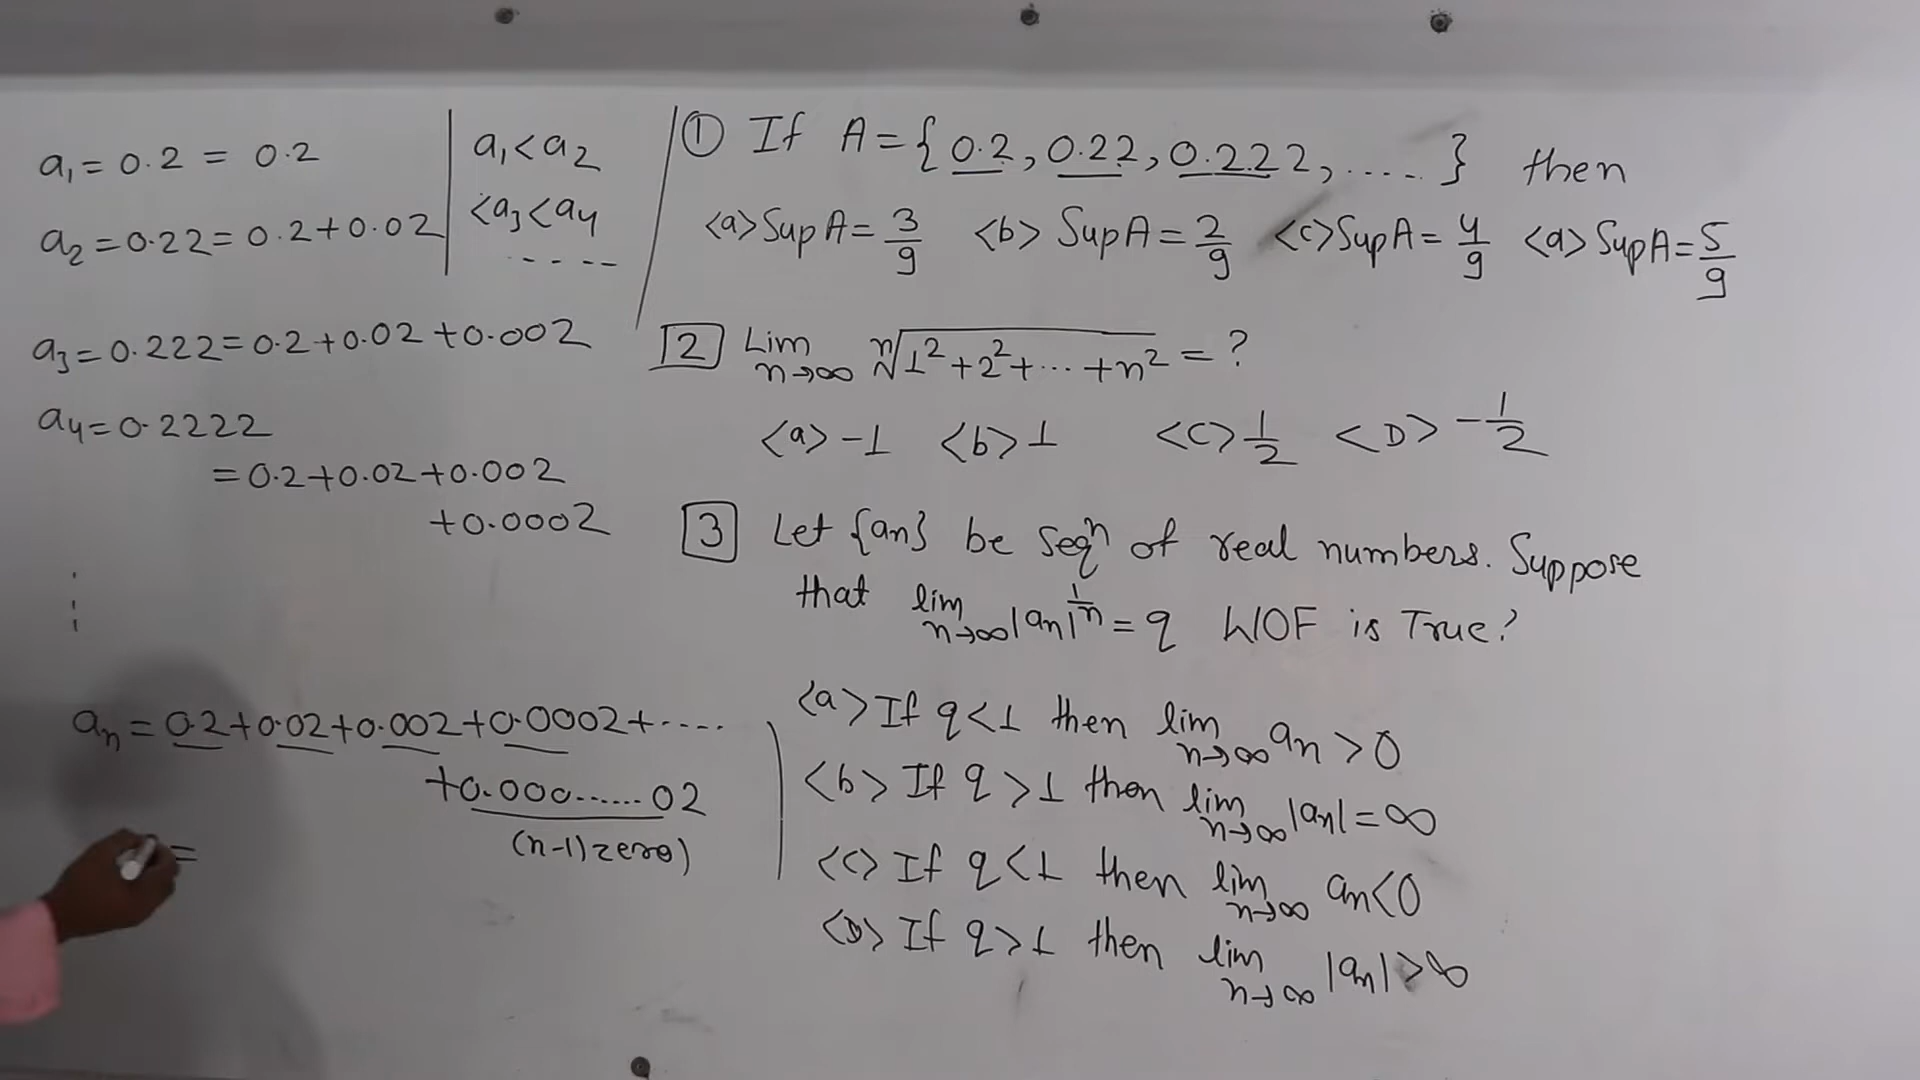 a₁ = 0.2 = 0.2
a₂ = 0.22 = 0.2 + 0.02
a₁ < a₂
< a₃ < a₄
-----
a₃ = 0.222 = 0.2 + 0.02 + 0.002
a₄ = 0.2222
= 0.2 + 0.02 + 0.002
+ 0.0002
aₙ = 0.2 + 0.02 + 0.002 + 0.0002 + ----
+ 0.000......02
(n-1) zero)
=
① If A = { 0.2, 0.22, 0.222, ..... } then
<a> Sup A = 3/9 <b> Sup A = 2/9 <c> Sup A = 4/9 <a> Sup A = 5/9
2 Lim n→∞ ⁿ√(1² + 2² + ... + n²) = ?
<a> -1 <b> 1 <c> 1/2 <D> -1/2
3 Let {an} be seqⁿ of real numbers. Suppose
that lim n→∞ |an|^(1/n) = q WOF is True?
<a> If q < 1 then lim n→∞ an > 0
<b> If q > 1 then lim n→∞ |an| = ∞
<c> If q < 1 then lim n→∞ an < 0
<D> If q > 1 then lim n→∞ |an| > ∞